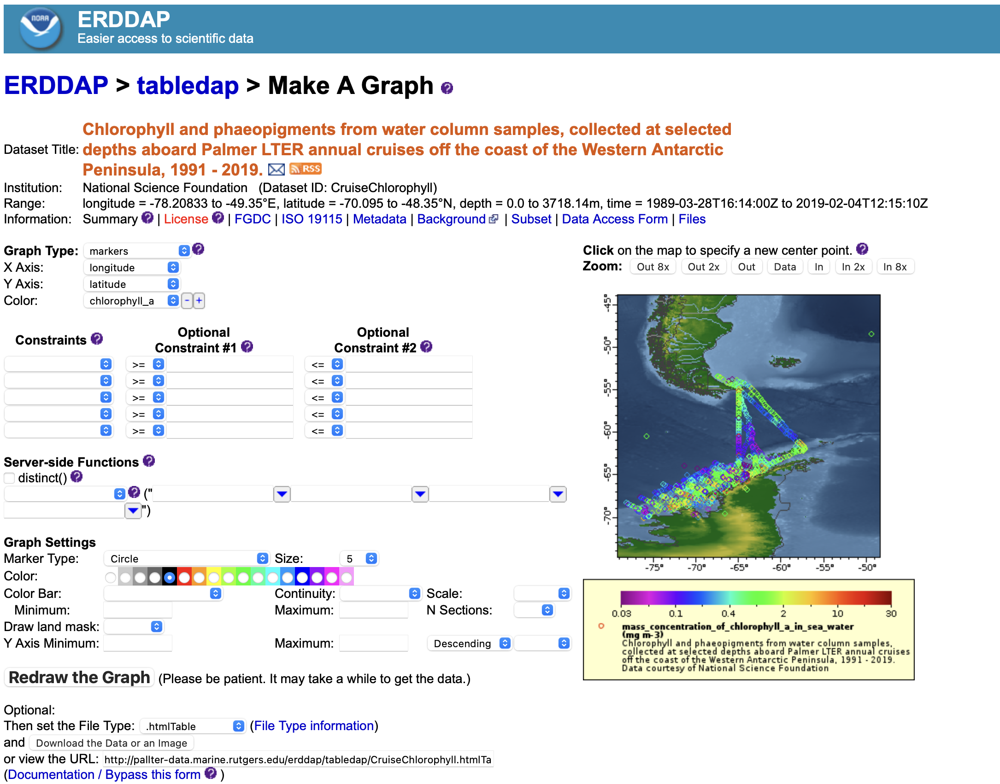 NOAA
ERDDAP
Easier access to scientific data
ERDDAP > tabledap > Make A Graph ?
Dataset Title: Chlorophyll and phaeopigments from water column samples, collected at selected
depths aboard Palmer LTER annual cruises off the coast of the Western Antarctic
Peninsula, 1991 - 2019. RSS
Institution: National Science Foundation (Dataset ID: CruiseChlorophyll)
Range: longitude = -78.20833 to -49.35°E, latitude = -70.095 to -48.35°N, depth = 0.0 to 3718.14m, time = 1989-03-28T16:14:00Z to 2019-02-04T12:15:10Z
Information: Summary ? | License ? | FGDC | ISO 19115 | Metadata | Background | Subset | Data Access Form | Files
Graph Type: markers ?
X Axis: longitude
Y Axis: latitude
Color: chlorophyll_a - +
Constraints ? Optional Constraint #1 ? Optional Constraint #2 ?
>= <=
>= <=
>= <=
>= <=
>= <=
Server-side Functions ?
distinct() ?
? ("
")
Graph Settings
Marker Type: Circle Size: 5
Color:
Color Bar: Continuity: Scale:
Minimum: Maximum: N Sections:
Draw land mask:
Y Axis Minimum: Maximum: Descending
Redraw the Graph (Please be patient. It may take a while to get the data.)
Optional:
Then set the File Type: .htmlTable (File Type information)
and Download the Data or an Image
or view the URL: http://pallter-data.marine.rutgers.edu/erddap/tabledap/CruiseChlorophyll.htmlTa
(Documentation / Bypass this form ? )
Click on the map to specify a new center point. ?
Zoom: Out 8x Out 2x Out Data In In 2x In 8x
-45°
-50°
-55°
-60°
-65°
-70°
-75° -70° -65° -60° -55° -50°
0.03 0.1 0.4 2 10 30
mass_concentration_of_chlorophyll_a_in_sea_water
(mg m-3)
Chlorophyll and phaeopigments from water column samples,
collected at selected depths aboard Palmer LTER annual cruises
off the coast of the Western Antarctic Peninsula, 1991 - 2019.
Data courtesy of National Science Foundation